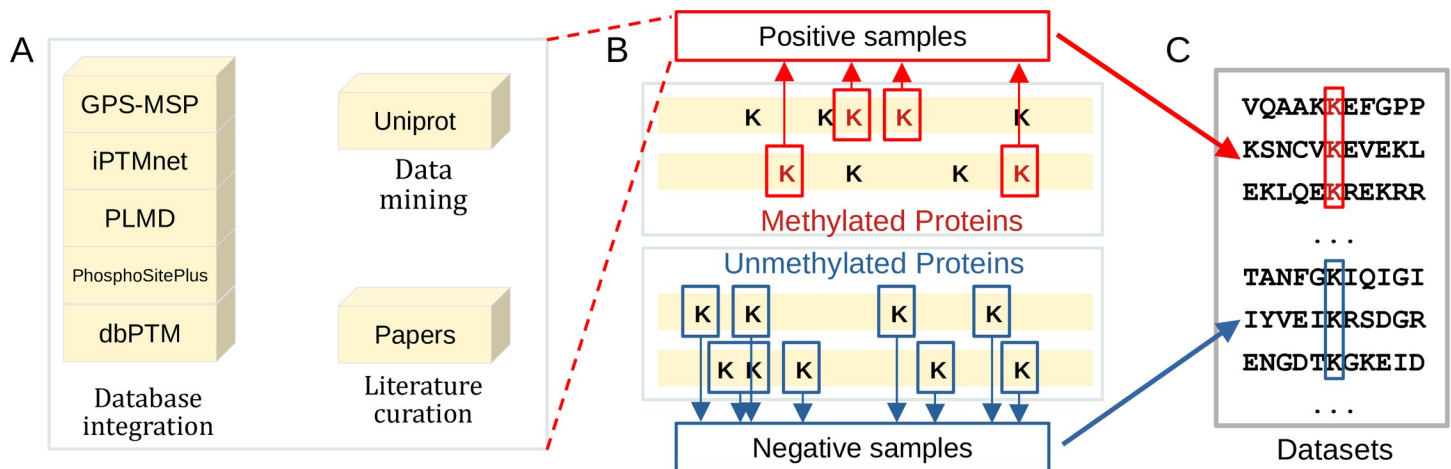 A
GPS-MSP
iPTMnet
PLMD
PhosphoSitePlus
dbPTM
Database
integration
Uniprot
Data
mining
Papers
Literature
curation
B
Positive samples
K K K K K
K K K K
Methylated Proteins
Unmethylated Proteins
K K K K
K K K K K
Negative samples
C
VQAAKKEFGPP
KSNCVKEVEKL
EKLQEKREKRR
...
TANFGKIQIGI
IYVEIKRSDGR
ENGDTKGKEID
...
Datasets